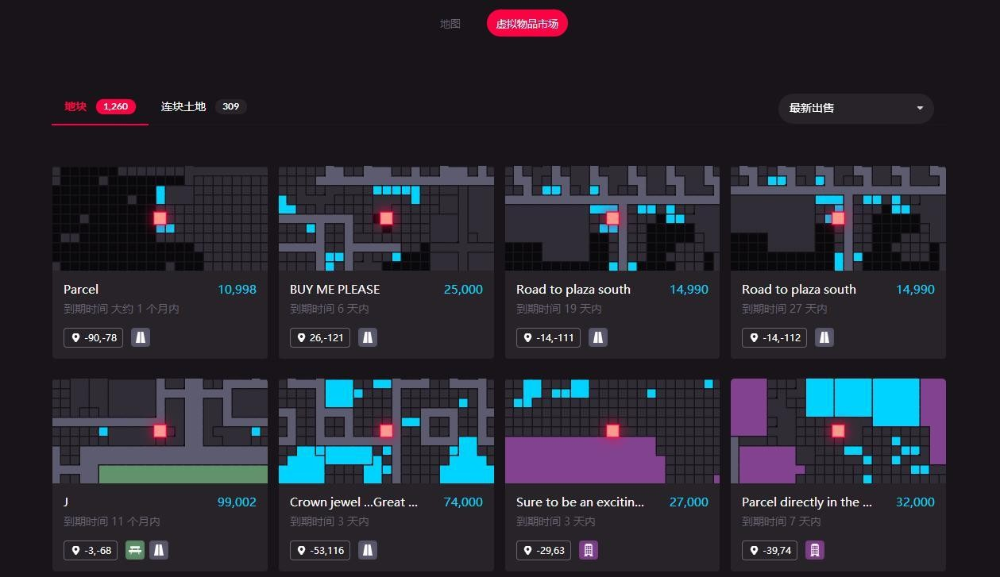 地图 虚拟物品市场
地块 1,260 连块土地 309 最新出售
Parcel 10,998
到期时间 大约 1 个月内
-90,-78
BUY ME PLEASE 25,000
到期时间 6 天内
26,-121
Road to plaza south 14,990
到期时间 19 天内
-14,-111
Road to plaza south 14,990
到期时间 27 天内
-14,-112
J 99,002
到期时间 11 个月内
-3,-68
Crown jewel ...Great ... 74,000
到期时间 3 天内
-53,116
Sure to be an excitin... 27,000
到期时间 3 天内
-29,63
Parcel directly in the ... 32,000
到期时间 7 天内
-39,74